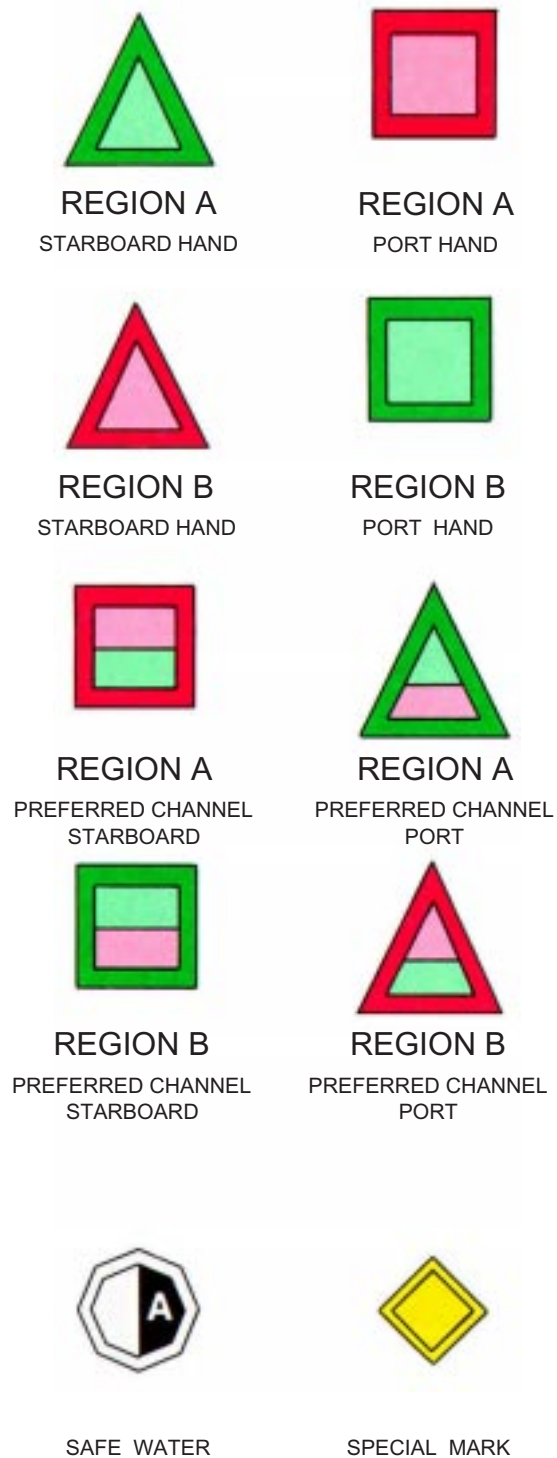 REGION A
STARBOARD HAND
REGION A
PORT HAND
REGION B
STARBOARD HAND
REGION B
PORT HAND
REGION A
PREFERRED CHANNEL
STARBOARD
REGION A
PREFERRED CHANNEL
PORT
REGION B
PREFERRED CHANNEL
STARBOARD
REGION B
PREFERRED CHANNEL
PORT
A
SAFE WATER
SPECIAL MARK